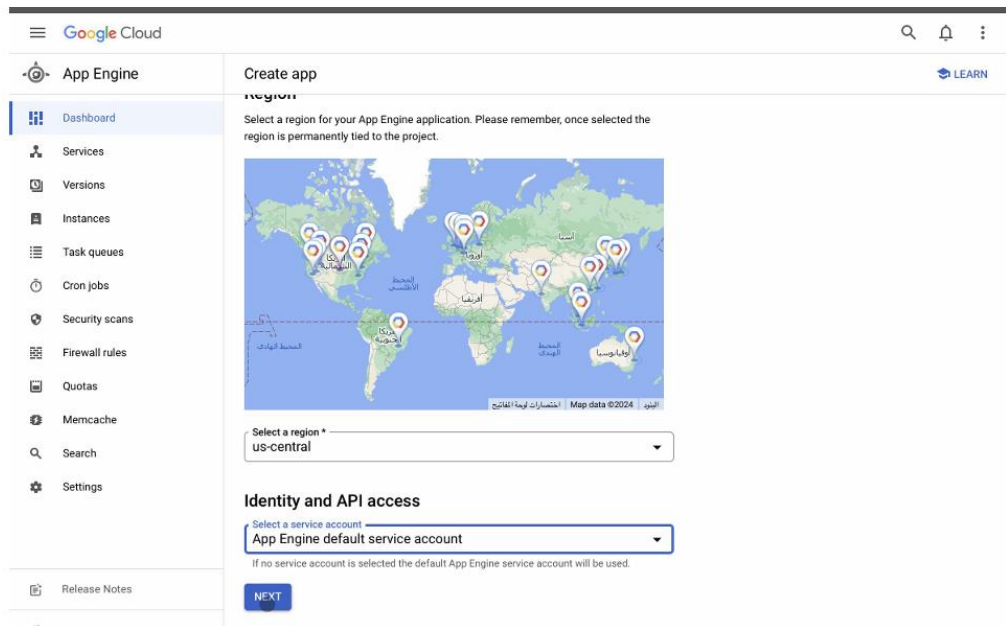 Google Cloud
App Engine
Create app
LEARN
Dashboard
Services
Versions
Instances
Task queues
Cron jobs
Security scans
Firewall rules
Quotas
Memcache
Search
Settings
Release Notes
Region
Select a region for your App Engine application. Please remember, once selected the
region is permanently tied to the project.
آسيا
أوروبا
المحيط
الأطلسي
أفريقيا
المحيط الهادي
المحيط
الهندي
أوقيانوسيا
اختصارات لوحة المفاتيح
Map data ©2024
البنود
Select a region *
us-central
Identity and API access
Select a service account
App Engine default service account
If no service account is selected the default App Engine service account will be used.
NEXT